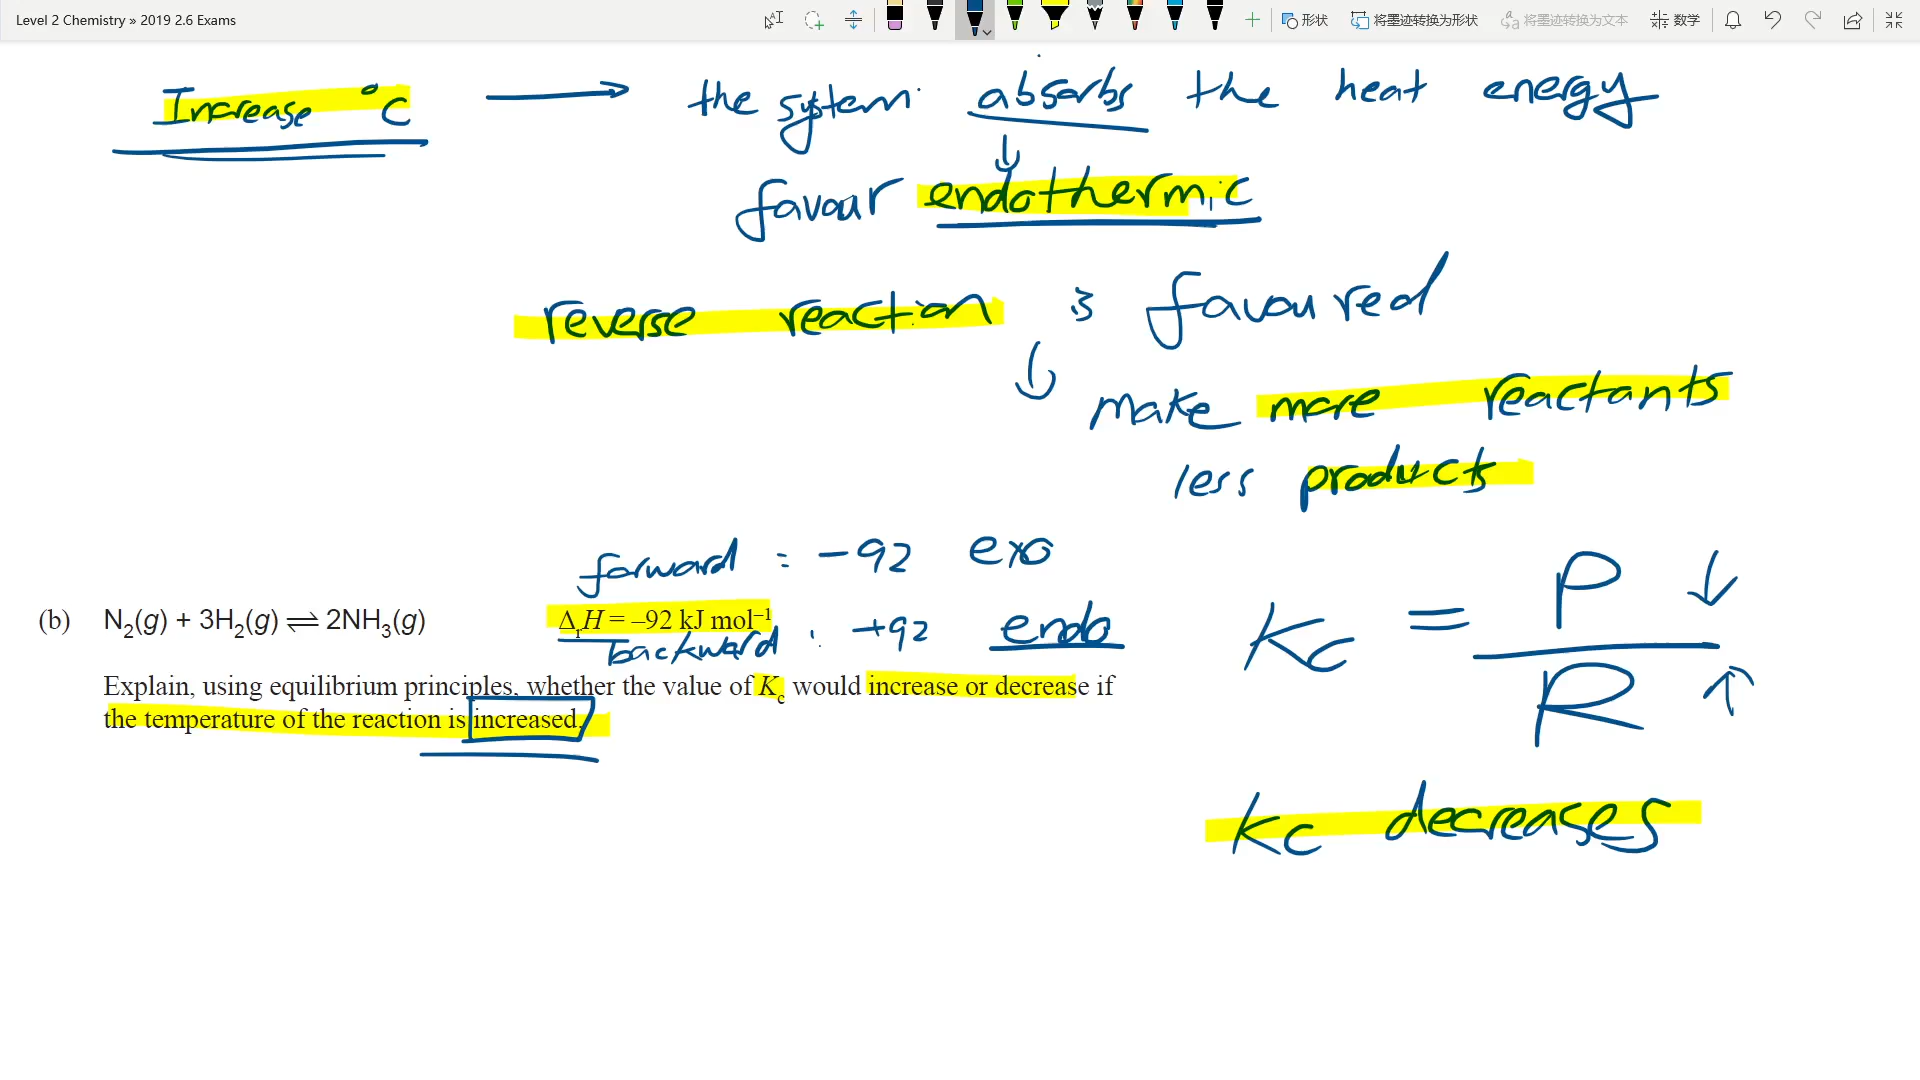 Level 2 Chemistry » 2019 2.6 Exams
形状 将墨迹转换为形状 将墨迹转换为文本 数学
Increase °C → the system absorbs the heat energy
↓
favour endothermic
reverse reaction is favoured
↓
make more reactants
less products
forward : -92 exo
(b) N₂(g) + 3H₂(g) ⇌ 2NH₃(g) ΔᵣH = –92 kJ mol⁻¹
backward : +92 endo
Kc = P ↓ / R ↑
Explain, using equilibrium principles, whether the value of Kc would increase or decrease if
the temperature of the reaction is increased.
Kc decreases